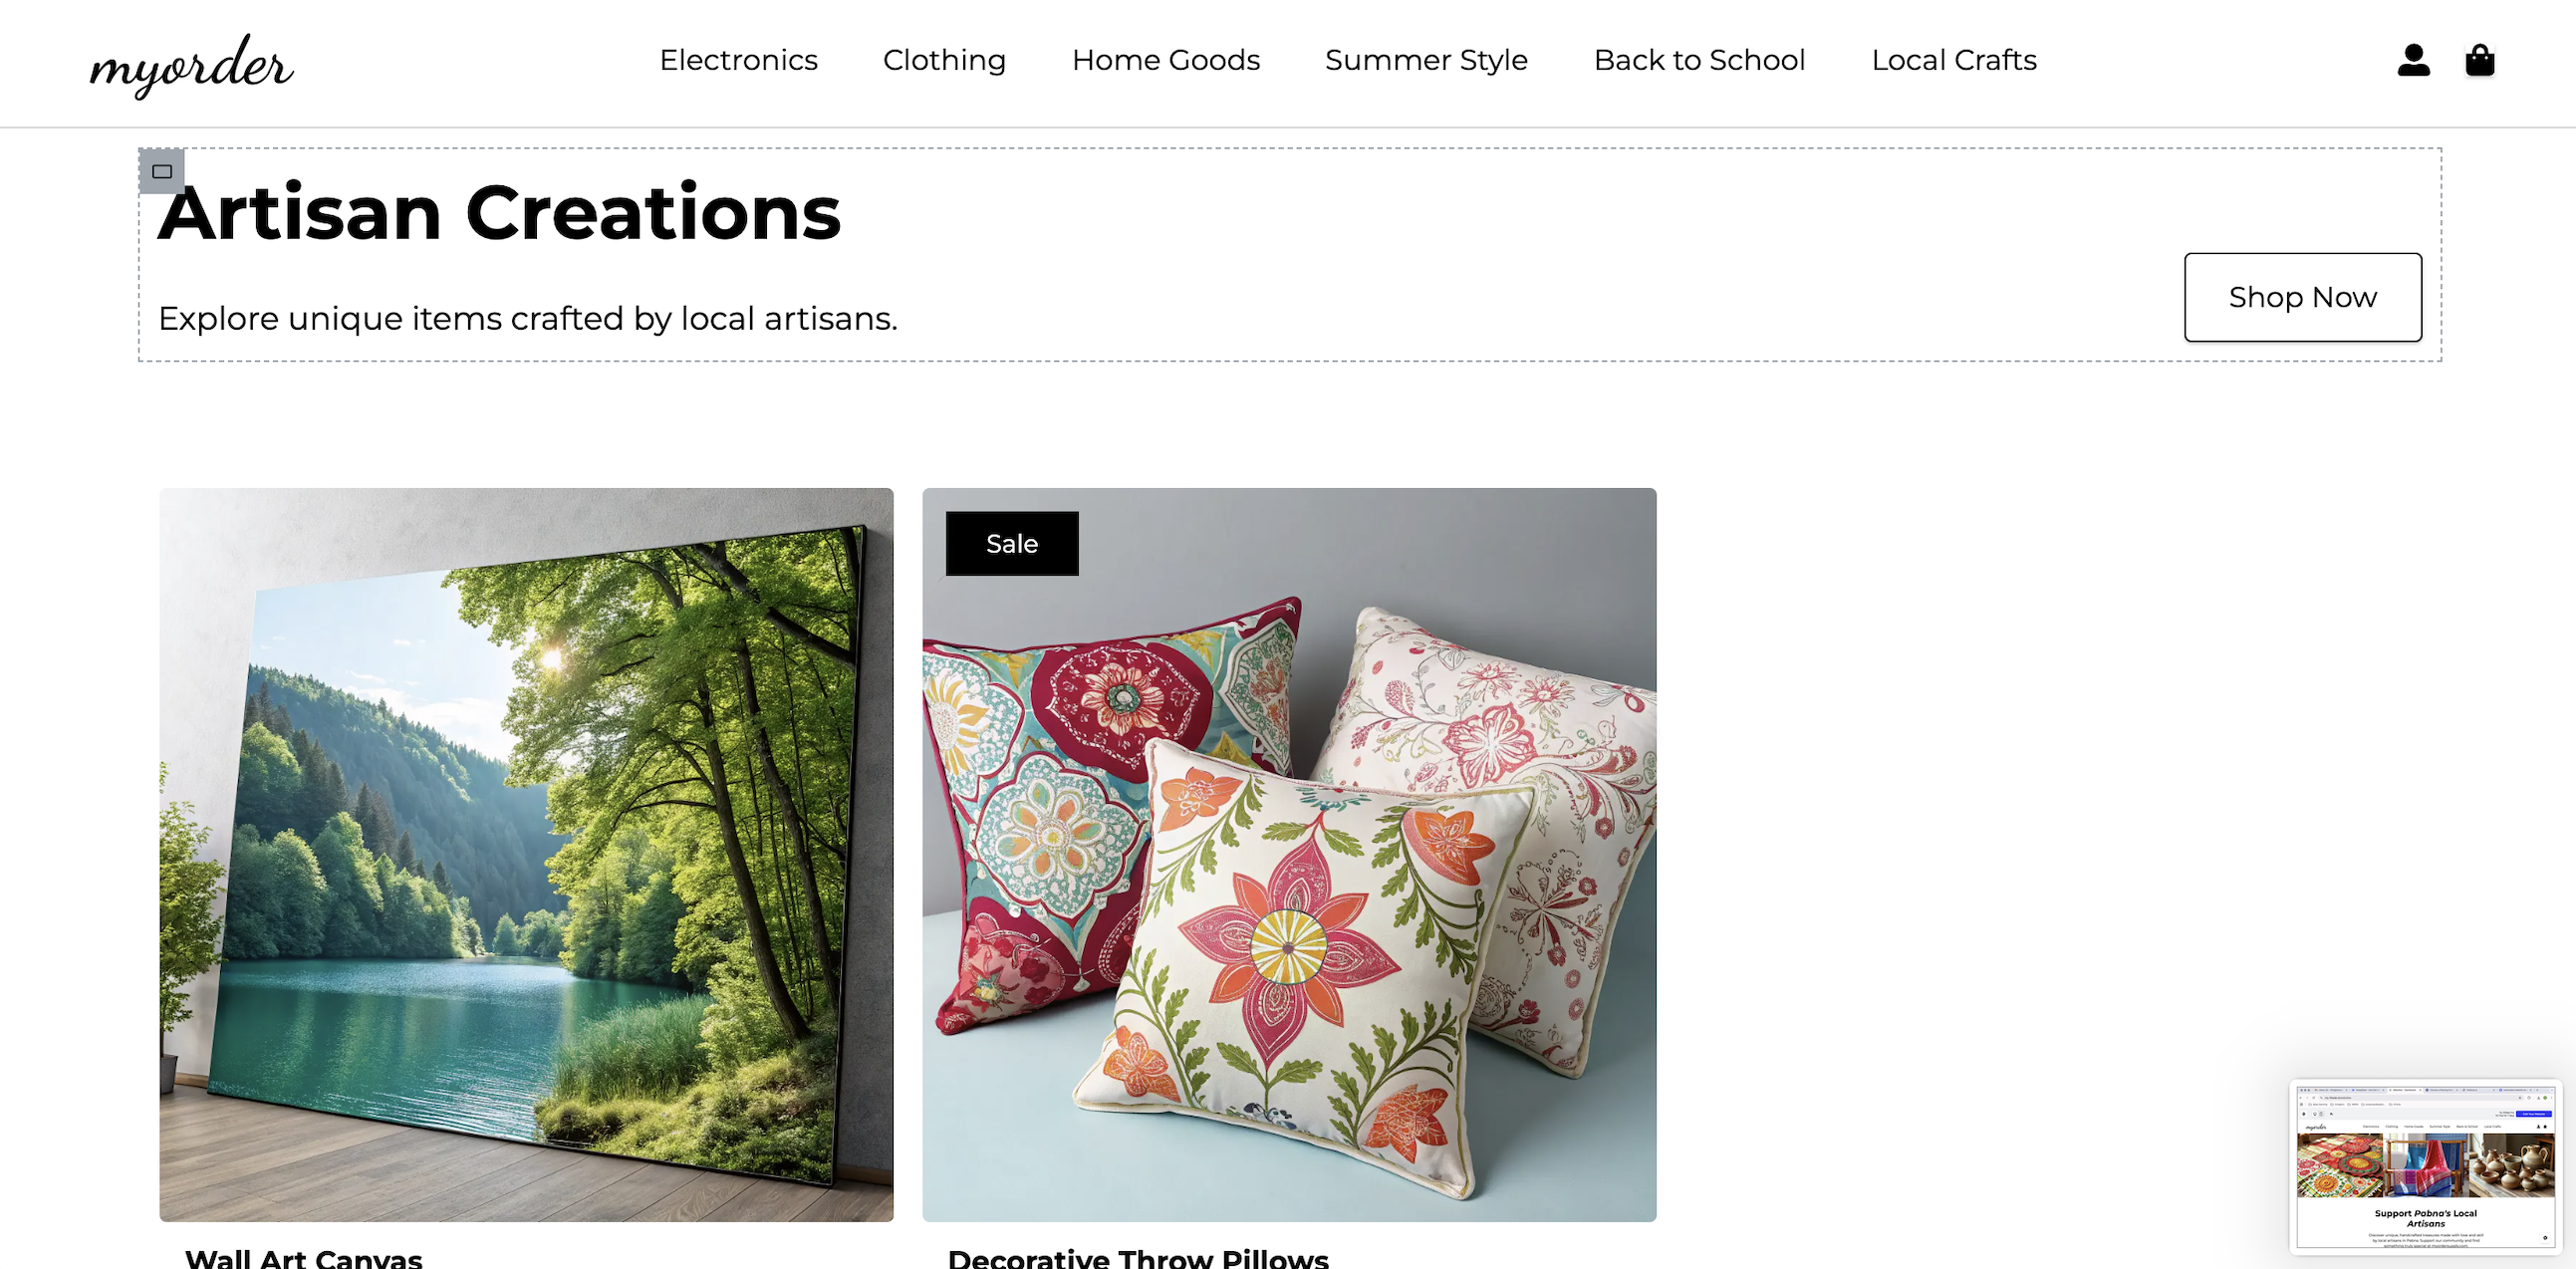 myorder
Electronics Clothing Home Goods Summer Style Back to School Local Crafts
Artisan Creations
Explore unique items crafted by local artisans.
Shop Now
Sale
Wall Art Canvas
Decorative Throw Pillows
myorder
Support Pabna's Local
Artisans